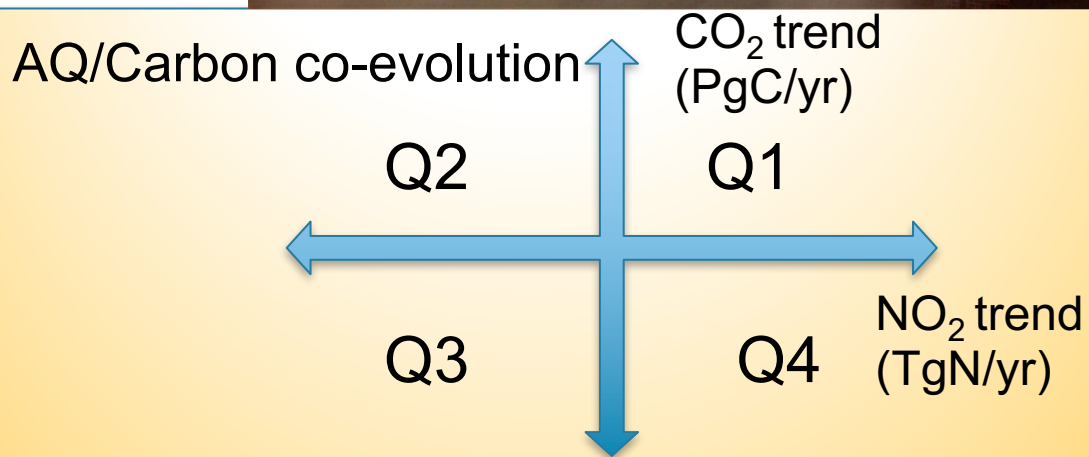 AQ/Carbon co-evolution
CO₂ trend
(PgC/yr)
Q2
Q1
NO₂ trend
(TgN/yr)
Q3
Q4